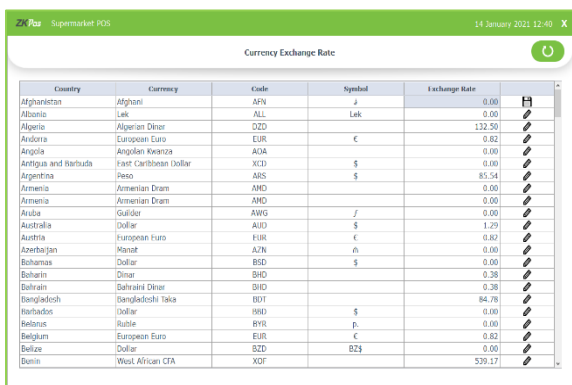 ZKPos Supermarket POS 14 January 2021 12:40 X
Currency Exchange Rate
Country Currency Code Symbol Exchange Rate
Afghanistan Afghani AFN ؋ 0.00
Albania Lek ALL Lek 0.00
Algeria Algerian Dinar DZD 132.50
Andorra European Euro EUR € 0.82
Angola Angolan Kwanza AOA 0.00
Antigua and Barbuda East Caribbean Dollar XCD $ 0.00
Argentina Peso ARS $ 85.54
Armenia Armenian Dram AMD 0.00
Armenia Armenian Dram AMD 0.00
Aruba Guilder AWG ƒ 0.00
Australia Dollar AUD $ 1.29
Austria European Euro EUR € 0.82
Azerbaijan Manat AZN 0.00
Bahamas Dollar BSD $ 0.00
Baharin Dinar BHD 0.38
Bahrain Bahraini Dinar BHD 0.38
Bangladesh Bangladeshi Taka BDT 84.78
Barbados Dollar BBD $ 0.00
Belarus Ruble BYR p. 0.00
Belgium European Euro EUR € 0.82
Belize Dollar BZD BZ$ 0.00
Benin West African CFA XOF 539.17